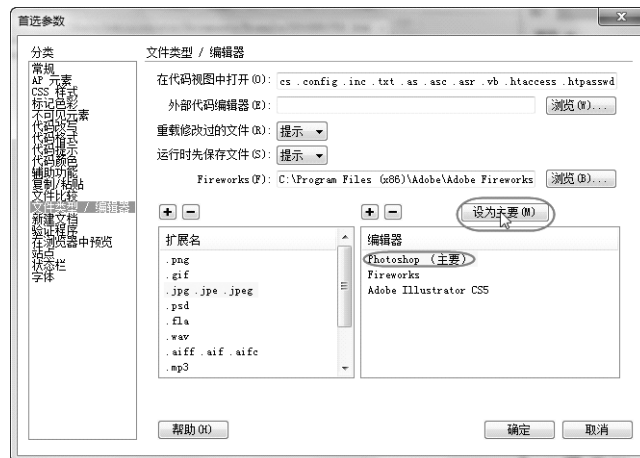 首选参数
分类
常规
AP 元素
CSS 样式
标记色彩
不可见元素
代码改写
代码格式
代码提示
代码颜色
辅助功能
复制/粘贴
文件比较
文件类型 / 编辑器
新建文档
验证程序
在浏览器中预览
站点
状态栏
字体
文件类型 / 编辑器
在代码视图中打开(O): cs .config .inc .txt .as .asc .asr .vb .htaccess .htpasswd
外部代码编辑器(E): 浏览(W)...
重载修改过的文件(R): 提示
运行时先保存文件(S): 提示
Fireworks(F): C:\Program Files (x86)\Adobe\Adobe Fireworks 浏览(B)...
设为主要(M)
扩展名
.png
.gif
.jpg .jpe .jpeg
.psd
.fla
.wav
.aiff .aif .aifc
.mp3
编辑器
Photoshop （主要）
Fireworks
Adobe Illustrator CS5
帮助(H)
确定
取消